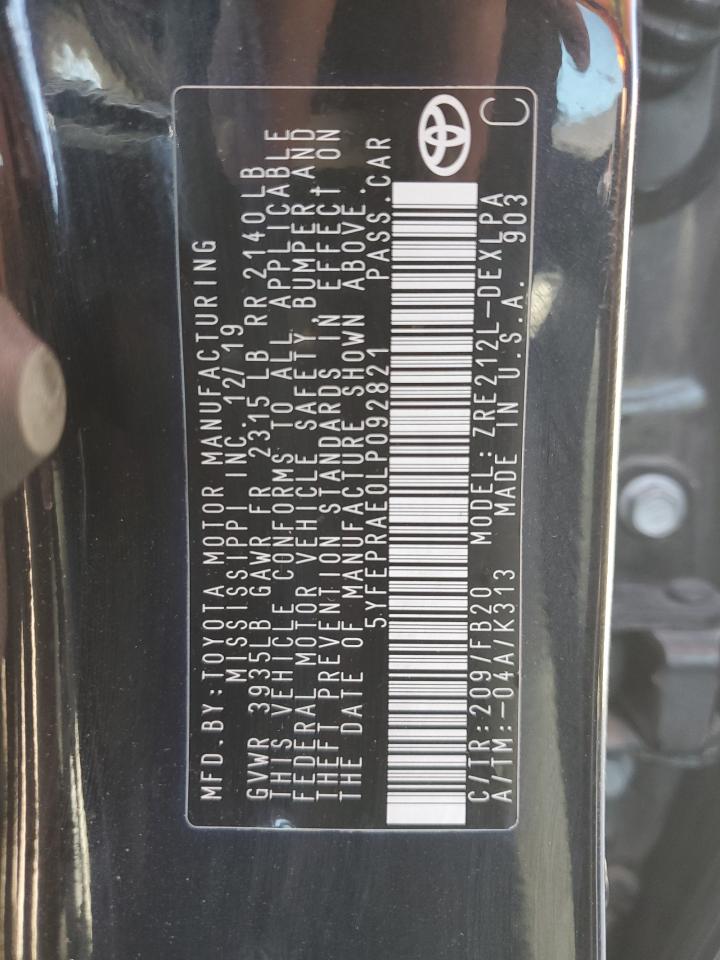 MFD.BY:TOYOTA MOTOR MANUFACTURING
MISSISSIPPI INC. 12/19
GVWR 3935LB GAWR FR 2315 LB RR 2140LB
THIS VEHICLE CONFORMS TO ALL APPLICABLE
FEDERAL MOTOR VEHICLE SAFETY, BUMPER,AND
THEFT PREVENTION STANDARDS IN EFFECT ON
THE DATE OF MANUFACTURE SHOWN ABOVE.
5YFEPRAE0LP092821 PASS.CAR
C/TR:209/FB20 MODEL:ZRE212L-DEXLPA
A/TM:-04A/K313 MADE IN U.S.A. 903
C